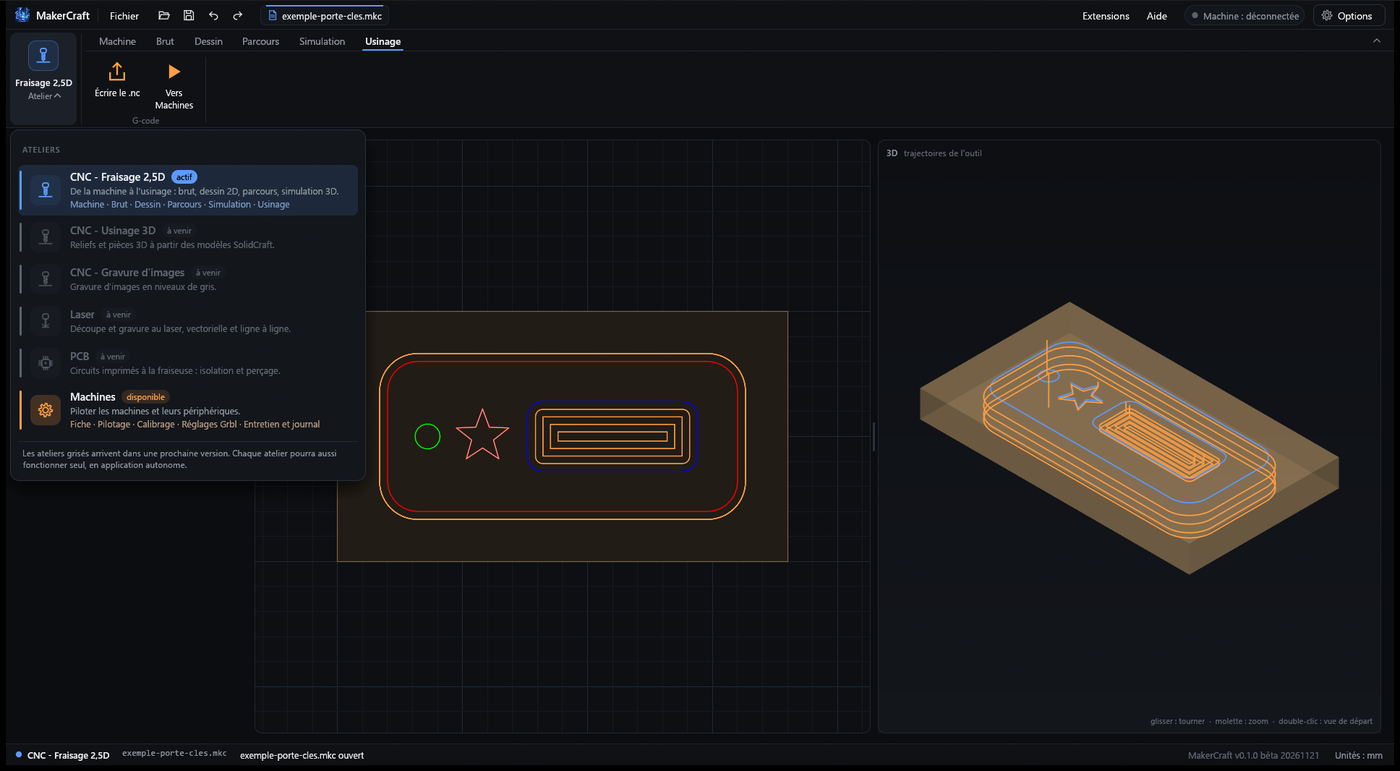 MakerCraft
Fichier
exemple-porte-cles.mkc
Extensions
Aide
Machine : déconnectée
Options
Fraisage 2,5D
Atelier
Machine
Brut
Dessin
Parcours
Simulation
Usinage
Écrire le .nc
Vers
Machines
G-code
ATELIERS
CNC - Fraisage 2,5D actif
De la machine à l'usinage : brut, dessin 2D, parcours, simulation 3D.
Machine · Brut · Dessin · Parcours · Simulation · Usinage
CNC - Usinage 3D à venir
Reliefs et pièces 3D à partir des modèles SolidCraft.
CNC - Gravure d'images à venir
Gravure d'images en niveaux de gris.
Laser à venir
Découpe et gravure au laser, vectorielle et ligne à ligne.
PCB à venir
Circuits imprimés à la fraiseuse : isolation et perçage.
Machines disponible
Piloter les machines et leurs périphériques.
Fiche · Pilotage · Calibrage · Réglages Grbl · Entretien et journal
Les ateliers grisés arrivent dans une prochaine version. Chaque atelier pourra aussi
fonctionner seul, en application autonome.
3D trajectoires de l'outil
glisser : tourner · molette : zoom · double-clic : vue de départ
CNC - Fraisage 2,5D
exemple-porte-cles.mkc
exemple-porte-cles.mkc ouvert
MakerCraft v0.1.0 bêta 20261121
Unités : mm